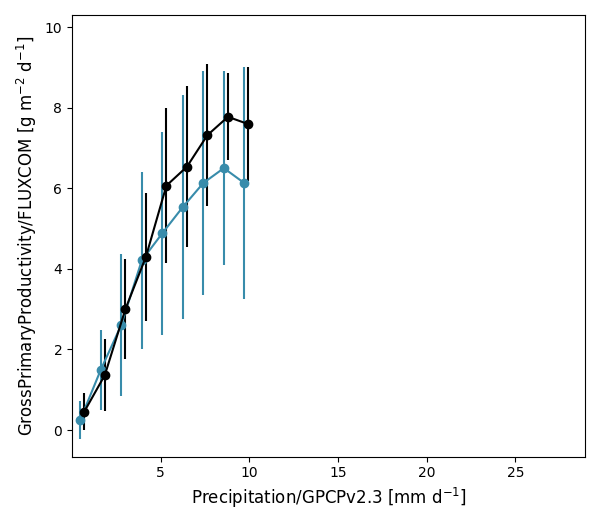 GrossPrimaryProductivity/FLUXCOM [g m⁻² d⁻¹]
10
8
6
4
2
0
5 10 15 20 25
Precipitation/GPCPv2.3 [mm d⁻¹]